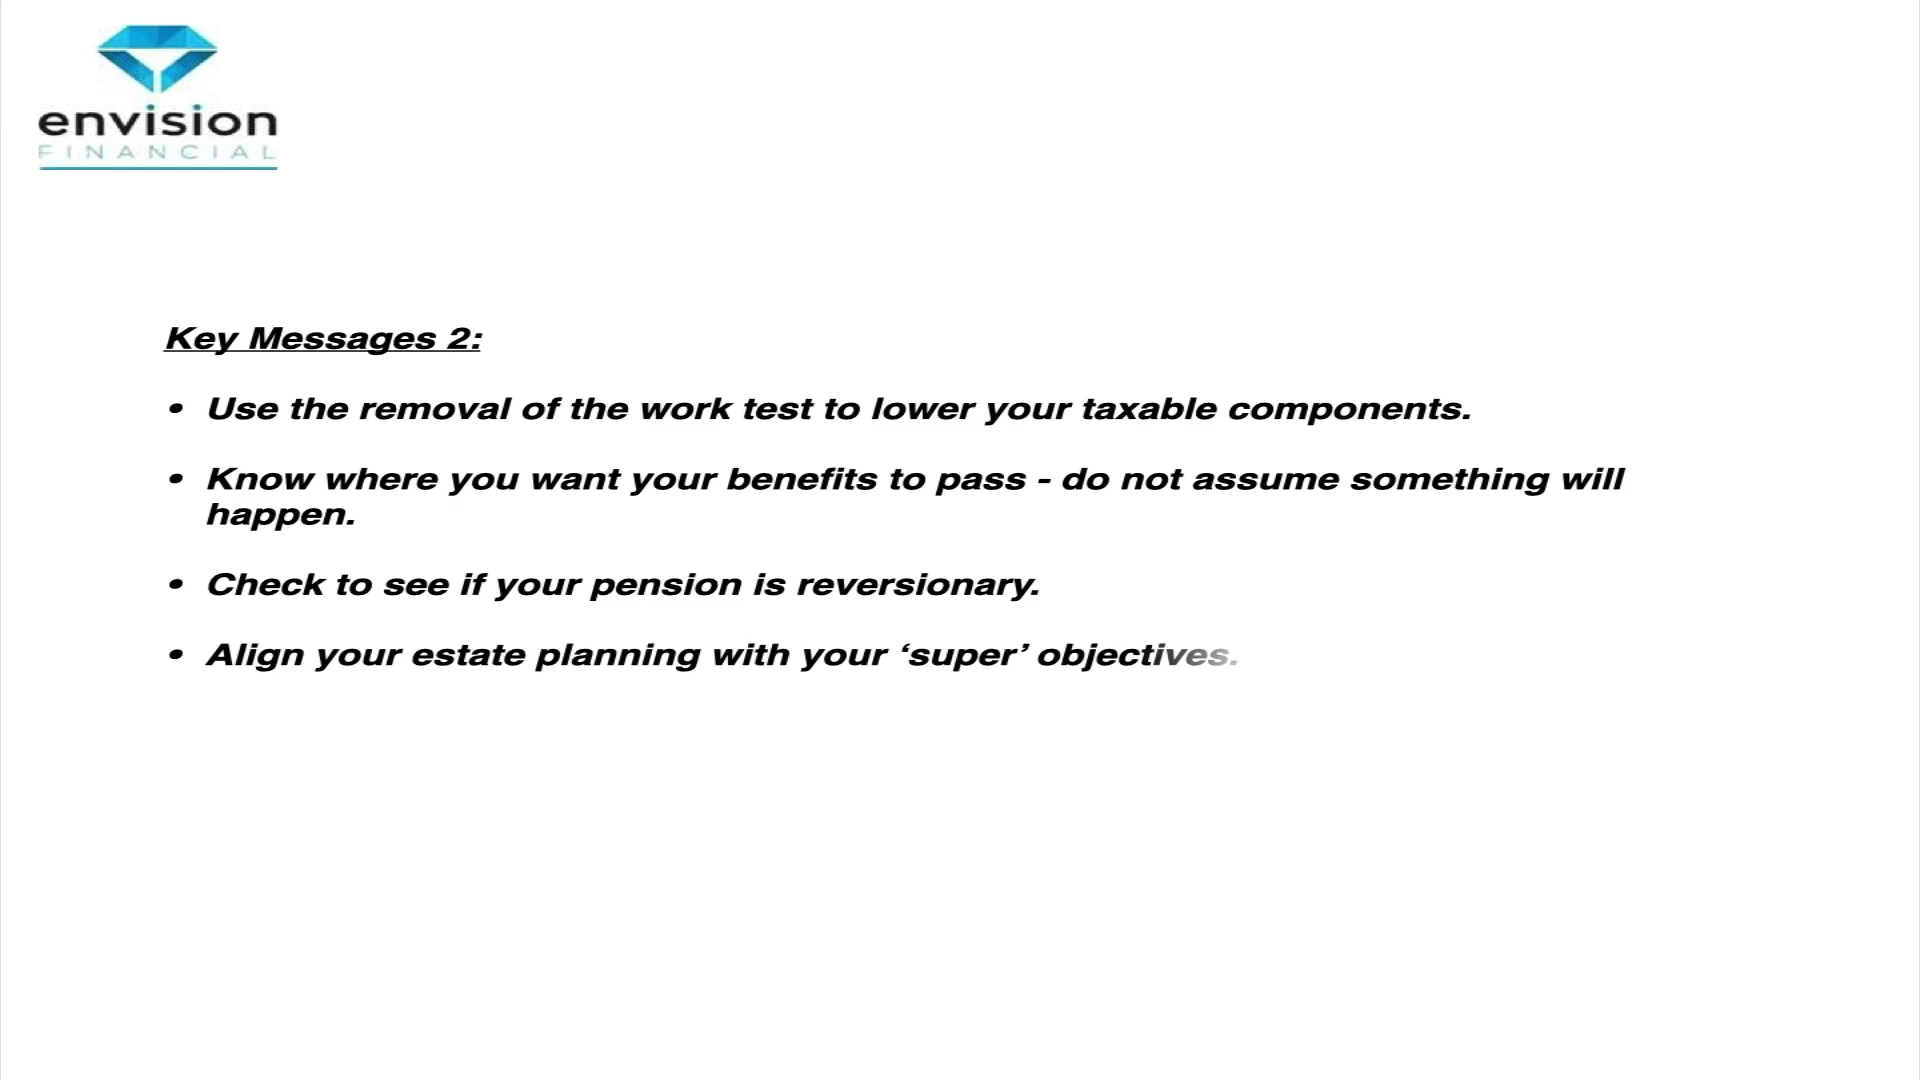 envision
FINANCIAL
Key Messages 2:
• Use the removal of the work test to lower your taxable components.
• Know where you want your benefits to pass - do not assume something will
happen.
• Check to see if your pension is reversionary.
• Align your estate planning with your ‘super’ objectives.